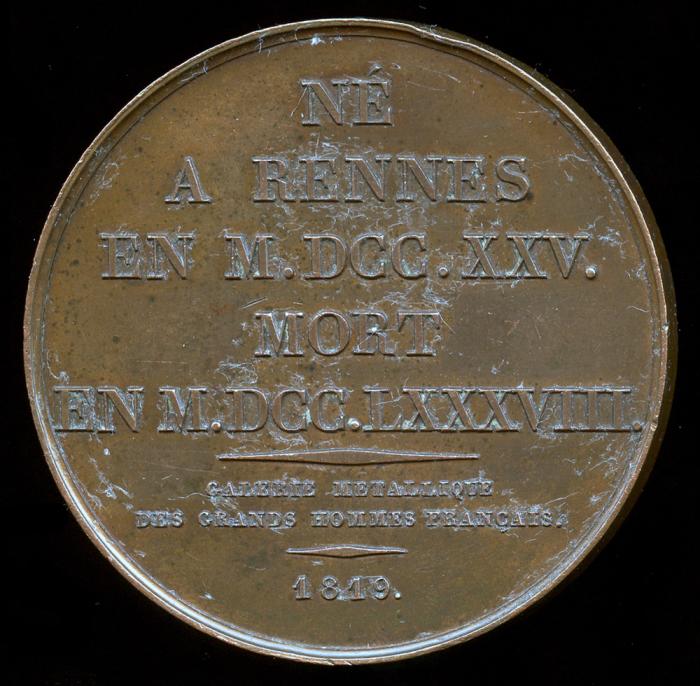 NÉ
A RENNES
EN M.DCC.XXV.
MORT
EN M.DCC.LXXXVIII.
GALERIE METALLIQUE
DES GRANDS HOMMES FRANÇAIS.
1819.